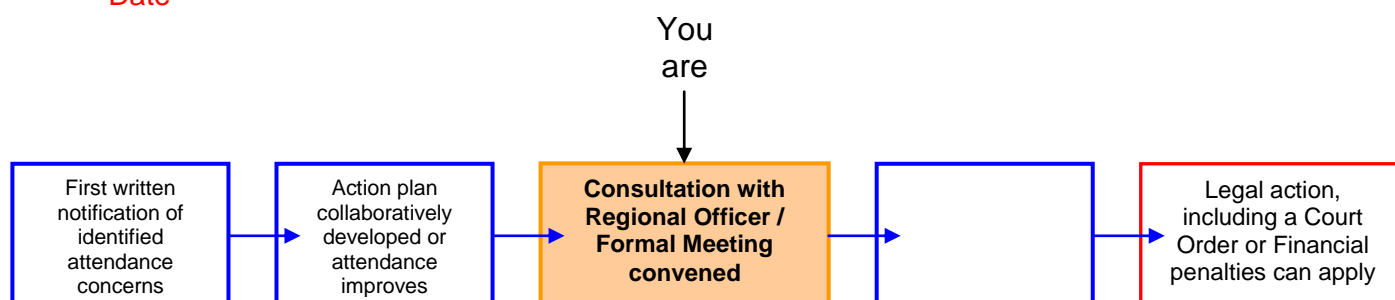 Date
You
are
First written
notification of
identified
attendance
concerns
Action plan
collaboratively
developed or
attendance
improves
Consultation with
Regional Officer /
Formal Meeting
convened
Legal action,
including a Court
Order or Financial
penalties can apply